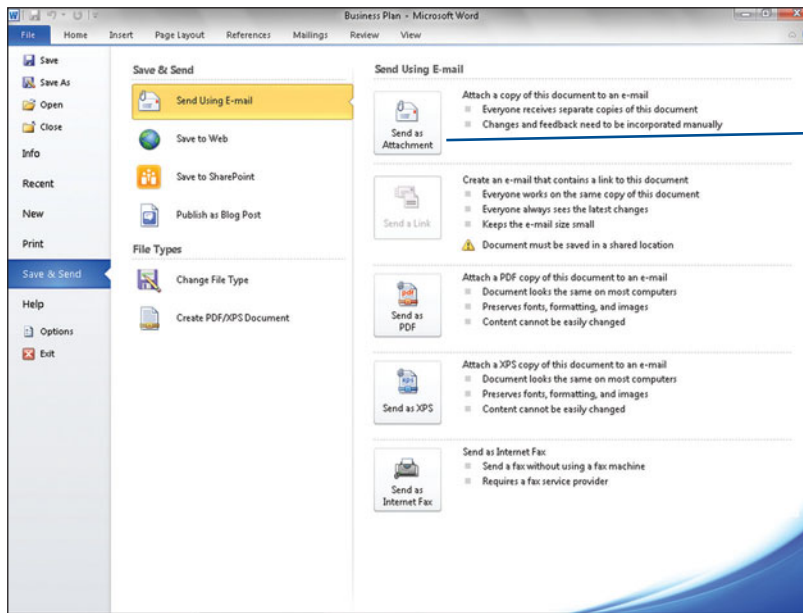 Business Plan - Microsoft Word
File Home Insert Page Layout References Mailings Review View
Save
Save As
Open
Close
Info
Recent
New
Print
Save & Send
Help
Options
Exit
Save & Send
Send Using E-mail
Save to Web
Save to SharePoint
Publish as Blog Post
File Types
Change File Type
Create PDF/XPS Document
Send Using E-mail
Send as
Attachment
Attach a copy of this document to an e-mail
Everyone receives separate copies of this document
Changes and feedback need to be incorporated manually
Send a Link
Create an e-mail that contains a link to this document
Everyone works on the same copy of this document
Everyone always sees the latest changes
Keeps the e-mail size small
Document must be saved in a shared location
Send as
PDF
Attach a PDF copy of this document to an e-mail
Document looks the same on most computers
Preserves fonts, formatting, and images
Content cannot be easily changed
Send as XPS
Attach a XPS copy of this document to an e-mail
Document looks the same on most computers
Preserves fonts, formatting, and images
Content cannot be easily changed
Send as
Internet Fax
Send as Internet Fax
Send a fax without using a fax machine
Requires a fax service provider